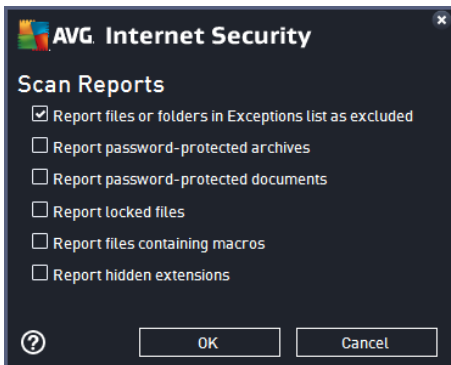 AVG. Internet Security
Scan Reports
Report files or folders in Exceptions list as excluded
Report password-protected archives
Report password-protected documents
Report locked files
Report files containing macros
Report hidden extensions
? OK Cancel